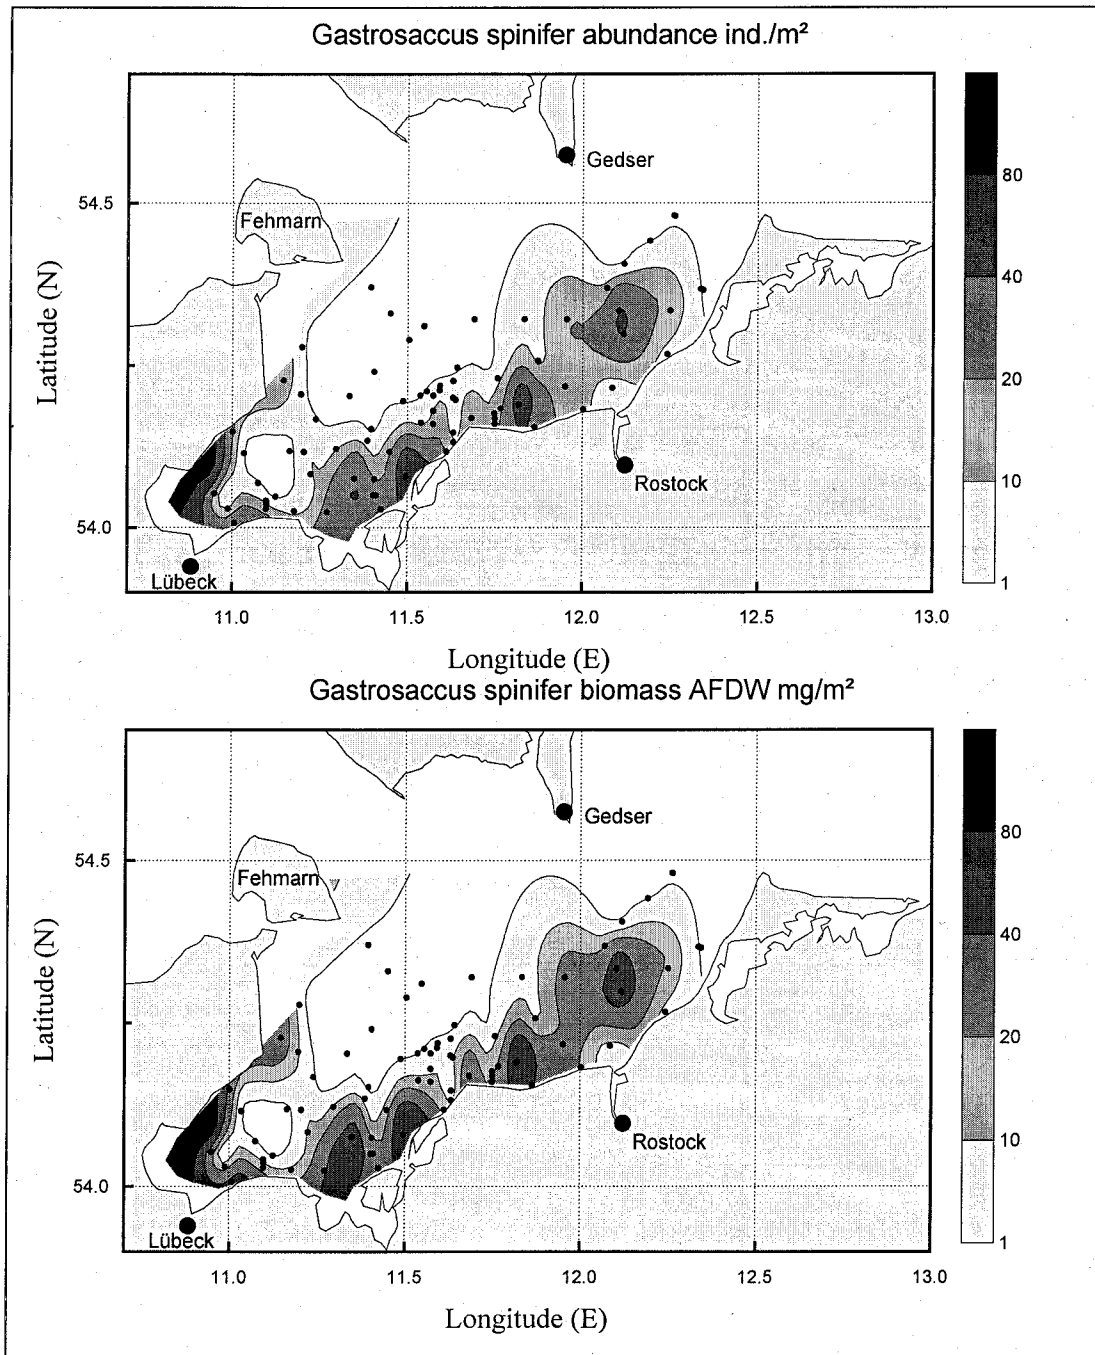 Gastrosaccus spinifer abundance ind./m²
80
40
20
10
1
54.5
54.0
Latitude (N)
Fehmarn
Gedser
Rostock
Lübeck
11.0
11.5
12.0
12.5
13.0
Longitude (E)
Gastrosaccus spinifer biomass AFDW mg/m²
80
40
20
10
1
54.5
54.0
Latitude (N)
Fehmarn
Gedser
Rostock
Lübeck
11.0
11.5
12.0
12.5
13.0
Longitude (E)